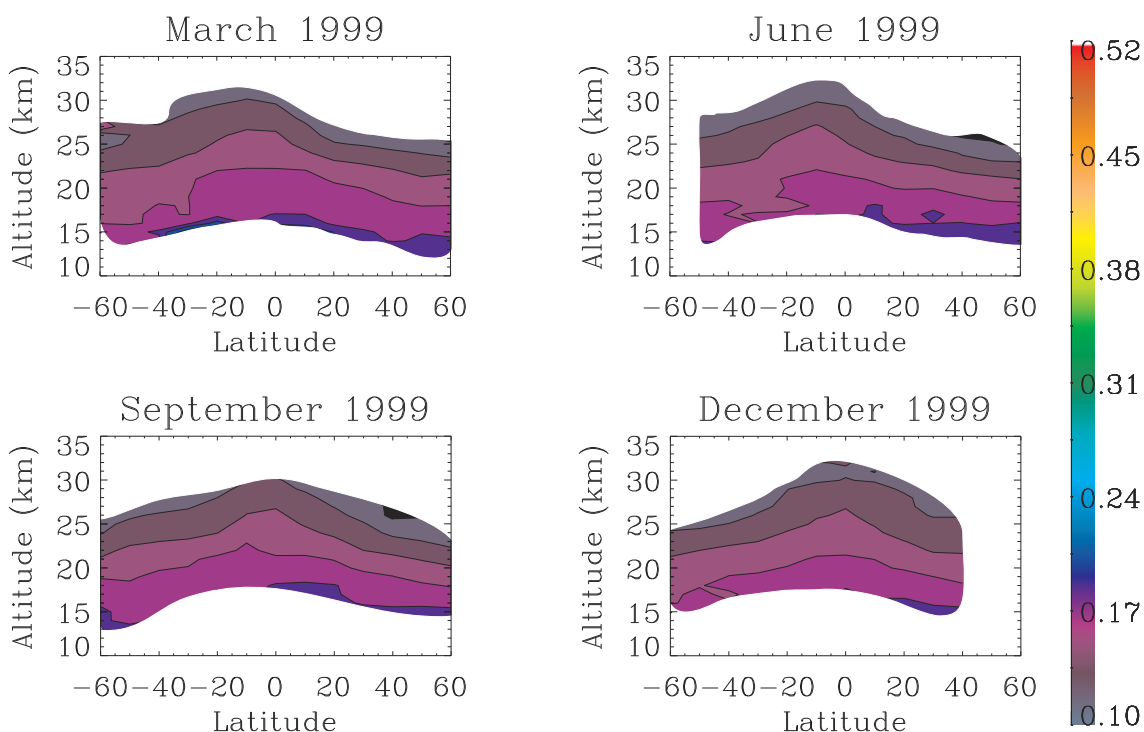 March 1999
35
30
25
20
15
10
Altitude (km)
−60−40−20 0 20 40 60
Latitude
June 1999
35
30
25
20
15
10
Altitude (km)
−60−40−20 0 20 40 60
Latitude
September 1999
35
30
25
20
15
10
Altitude (km)
−60−40−20 0 20 40 60
Latitude
December 1999
35
30
25
20
15
10
Altitude (km)
−60−40−20 0 20 40 60
Latitude
0.52
0.45
0.38
0.31
0.24
0.17
0.10